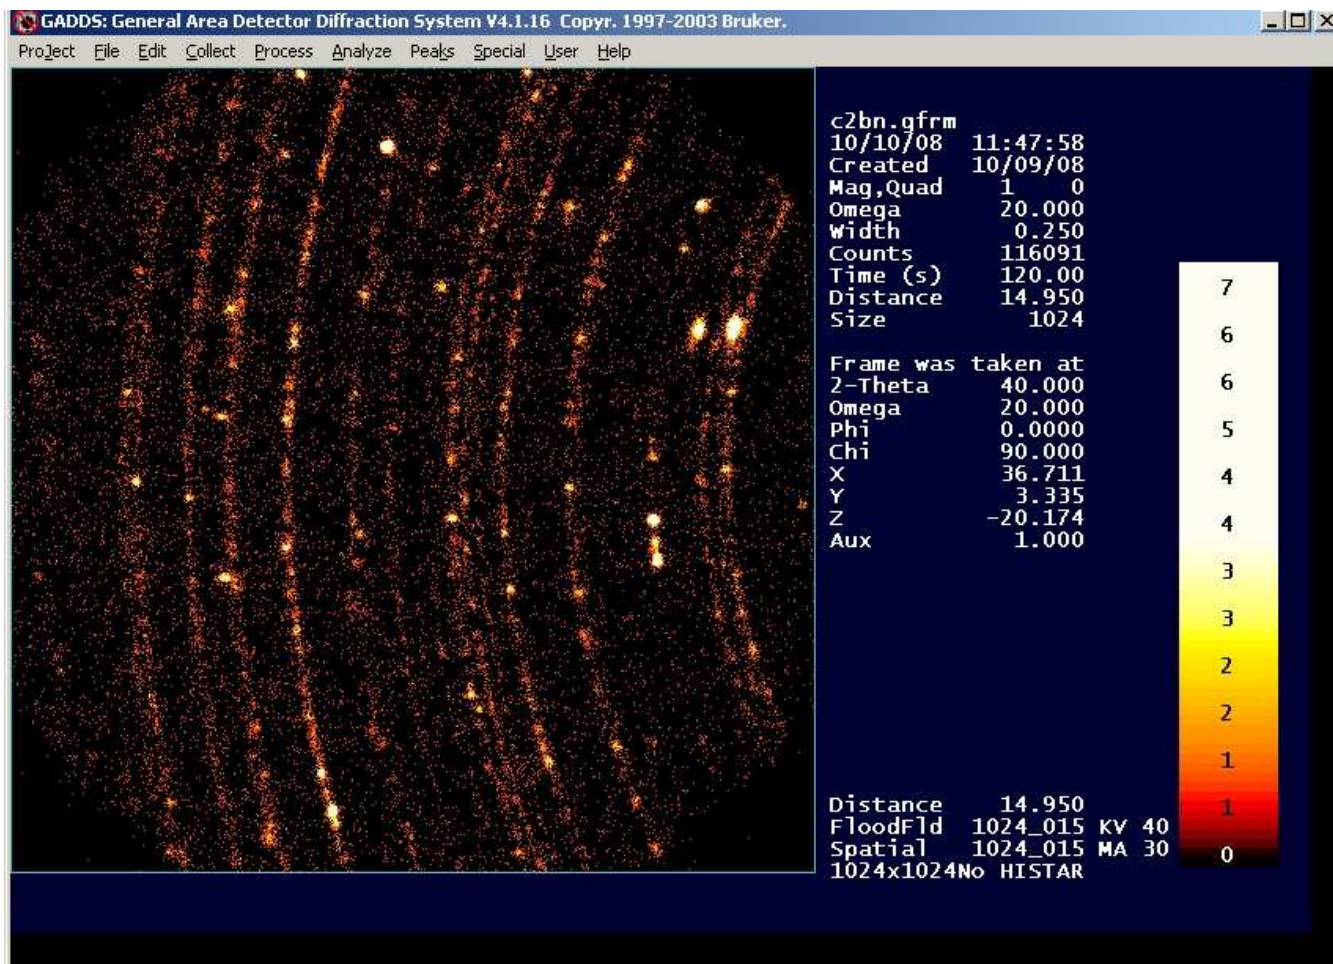 GADDS: General Area Detector Diffraction System V4.1.16 Copyr. 1997-2003 Bruker.
Project File Edit Collect Process Analyze Peaks Special User Help
c2bn.gfrm
10/10/08 11:47:58
Created 10/09/08
Mag,Quad 1 0
Omega 20.000
Width 0.250
Counts 116091
Time (s) 120.00
Distance 14.950
Size 1024
Frame was taken at
2-Theta 40.000
Omega 20.000
Phi 0.0000
Chi 90.000
X 36.711
Y 3.335
Z -20.174
Aux 1.000
Distance 14.950
FloodFld 1024_015 KV 40
Spatial 1024_015 MA 30
1024x1024No HISTAR
7
6
6
5
4
4
3
3
2
2
1
1
0